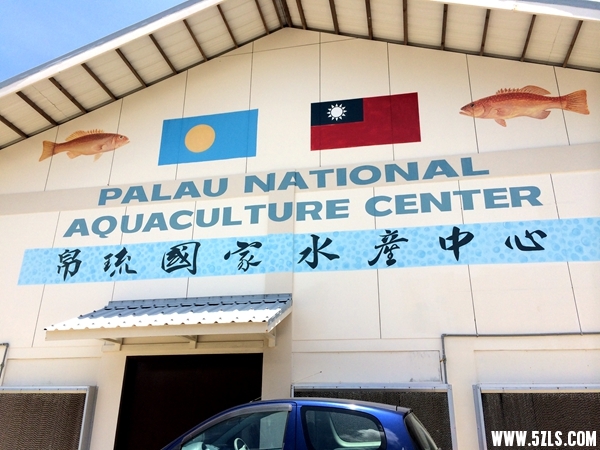 PALAU NATIONAL
AQUACULTURE CENTER
帛琉國家水產中心
WWW.5ZLS.COM